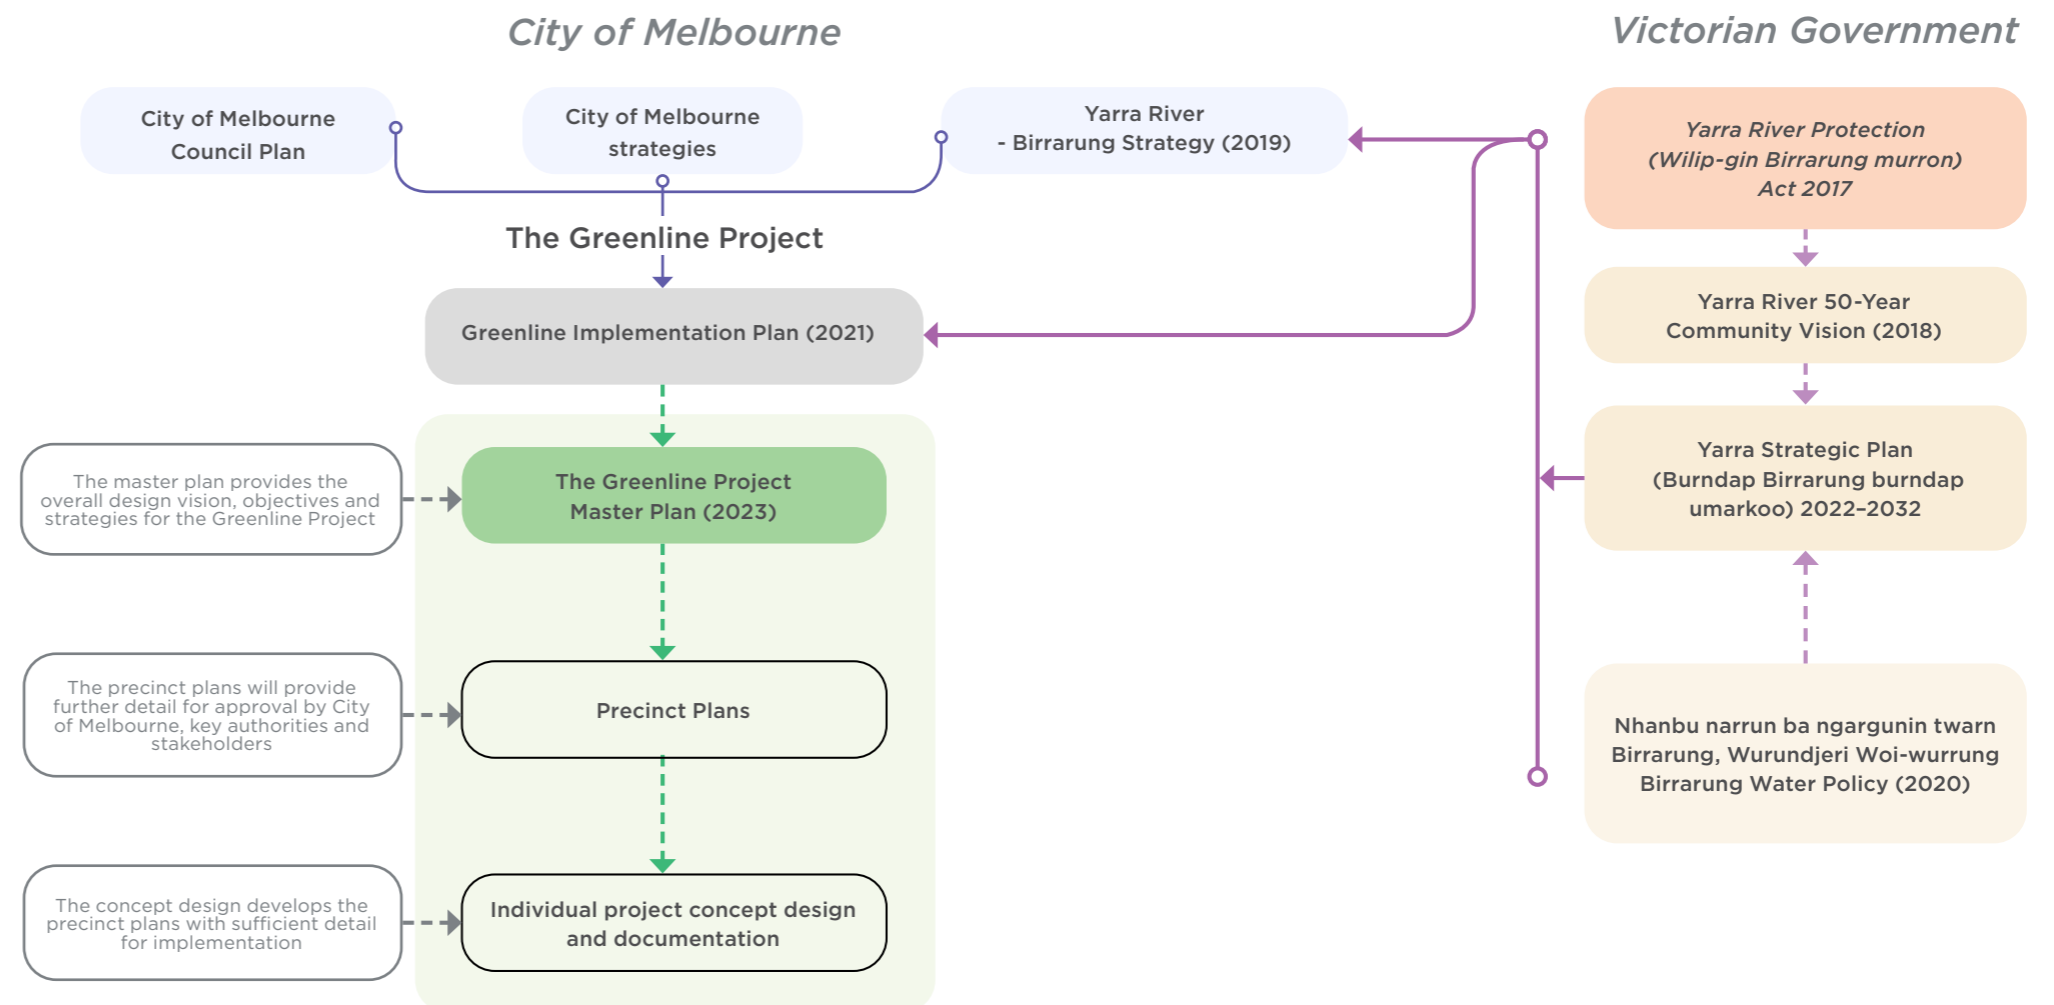 City of Melbourne
Victorian Government
City of Melbourne
Council Plan
City of Melbourne
strategies
Yarra River
- Birrarung Strategy (2019)
Yarra River Protection
(Wilip-gin Birrarung murron)
Act 2017
The Greenline Project
Yarra River 50-Year
Community Vision (2018)
Greenline Implementation Plan (2021)
Yarra Strategic Plan
(Burndap Birrarung burndap
umarkoo) 2022–2032
The master plan provides the
overall design vision, objectives and
strategies for the Greenline Project
The Greenline Project
Master Plan (2023)
The precinct plans will provide
further detail for approval by City
of Melbourne, key authorities and
stakeholders
Precinct Plans
Nhanbu narrun ba ngargunin twarn
Birrarung, Wurundjeri Woi-wurrung
Birrarung Water Policy (2020)
The concept design develops the
precinct plans with sufficient detail
for implementation
Individual project concept design
and documentation